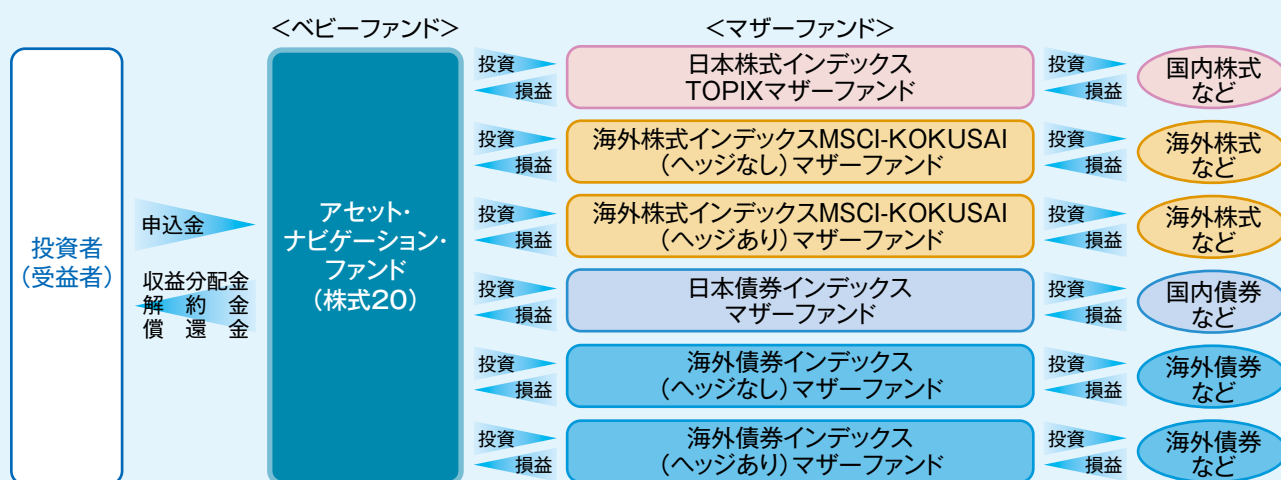 ＜ベビーファンド＞
＜マザーファンド＞
投資者
（受益者）
申込金
収益分配金
解約金
償還金
アセット・
ナビゲーション・
ファンド
（株式20）
投資
損益
日本株式インデックス
TOPIXマザーファンド
投資
損益
国内株式
など
投資
損益
海外株式インデックスMSCI-KOKUSAI
（ヘッジなし）マザーファンド
投資
損益
海外株式
など
投資
損益
海外株式インデックスMSCI-KOKUSAI
（ヘッジあり）マザーファンド
投資
損益
海外株式
など
投資
損益
日本債券インデックス
マザーファンド
投資
損益
国内債券
など
投資
損益
海外債券インデックス
（ヘッジなし）マザーファンド
投資
損益
海外債券
など
投資
損益
海外債券インデックス
（ヘッジあり）マザーファンド
投資
損益
海外債券
など